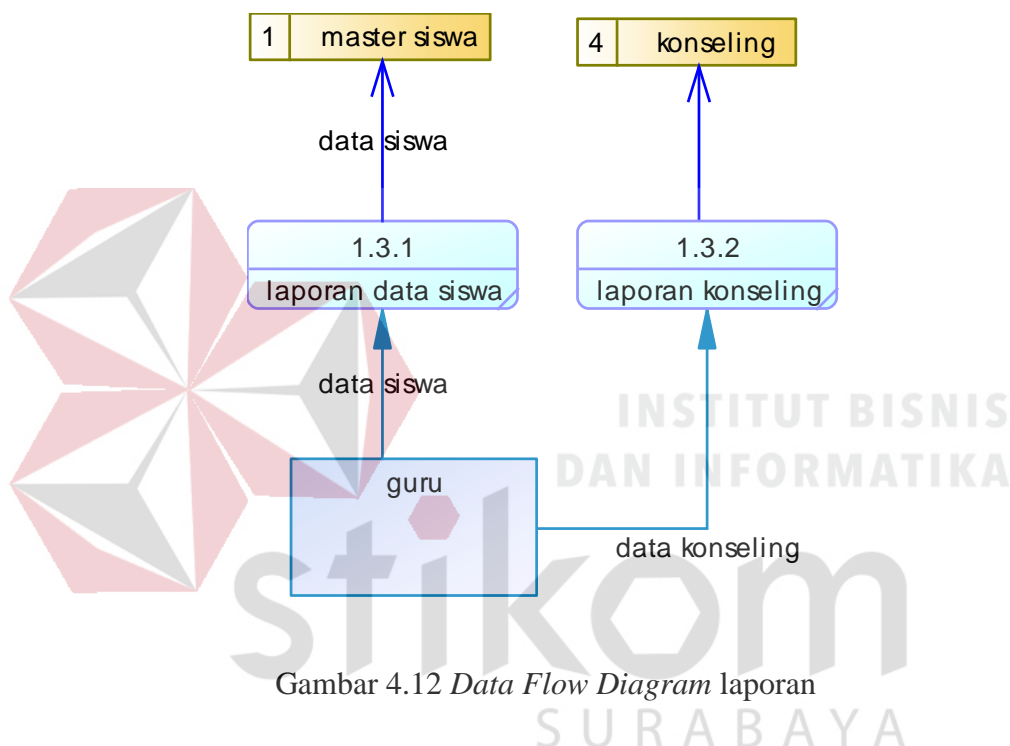 1 master siswa
4 konseling
data siswa
1.3.1
laporan data siswa
1.3.2
laporan konseling
data siswa
guru
data konseling
INSTITUT BISNIS
DAN INFORMATIKA
stikom
SURABAYA
Gambar 4.12 Data Flow Diagram laporan